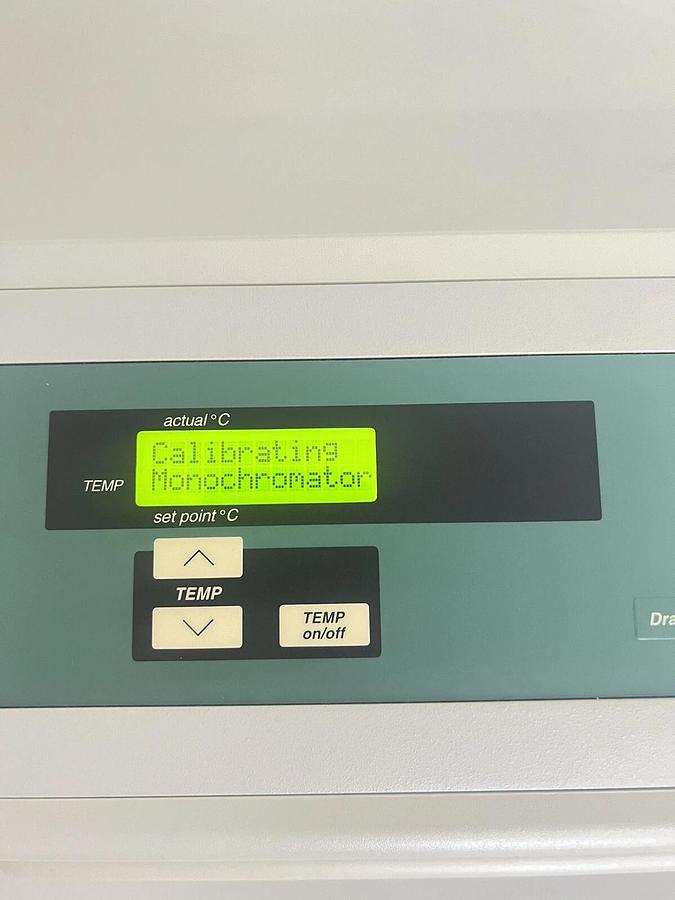 actual °C
Calibrating
TEMP
Monochromator
set point °C
TEMP
TEMP
on/off